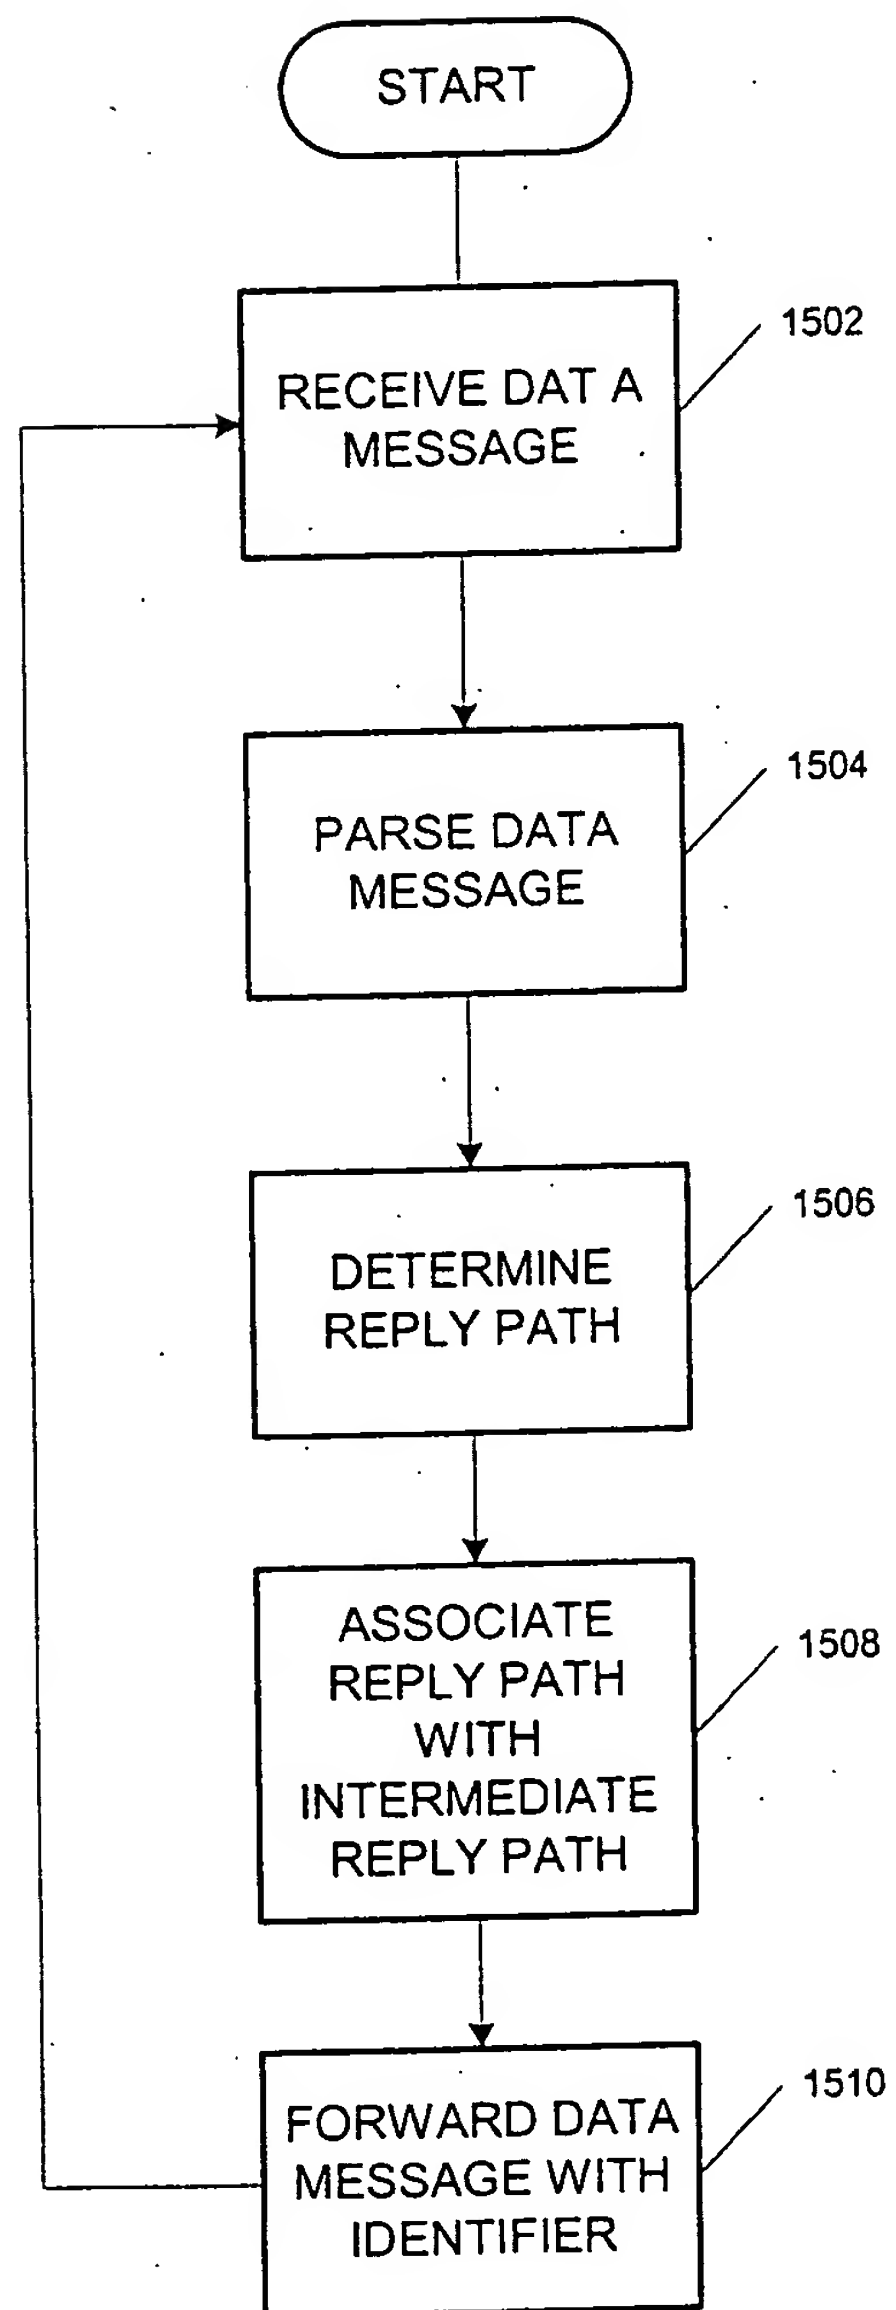 START
1502
RECEIVE DAT A
MESSAGE
1504
PARSE DATA
MESSAGE
1506
DETERMINE
REPLY PATH
1508
ASSOCIATE
REPLY PATH
WITH
INTERMEDIATE
REPLY PATH
1510
FORWARD DATA
MESSAGE WITH
IDENTIFIER